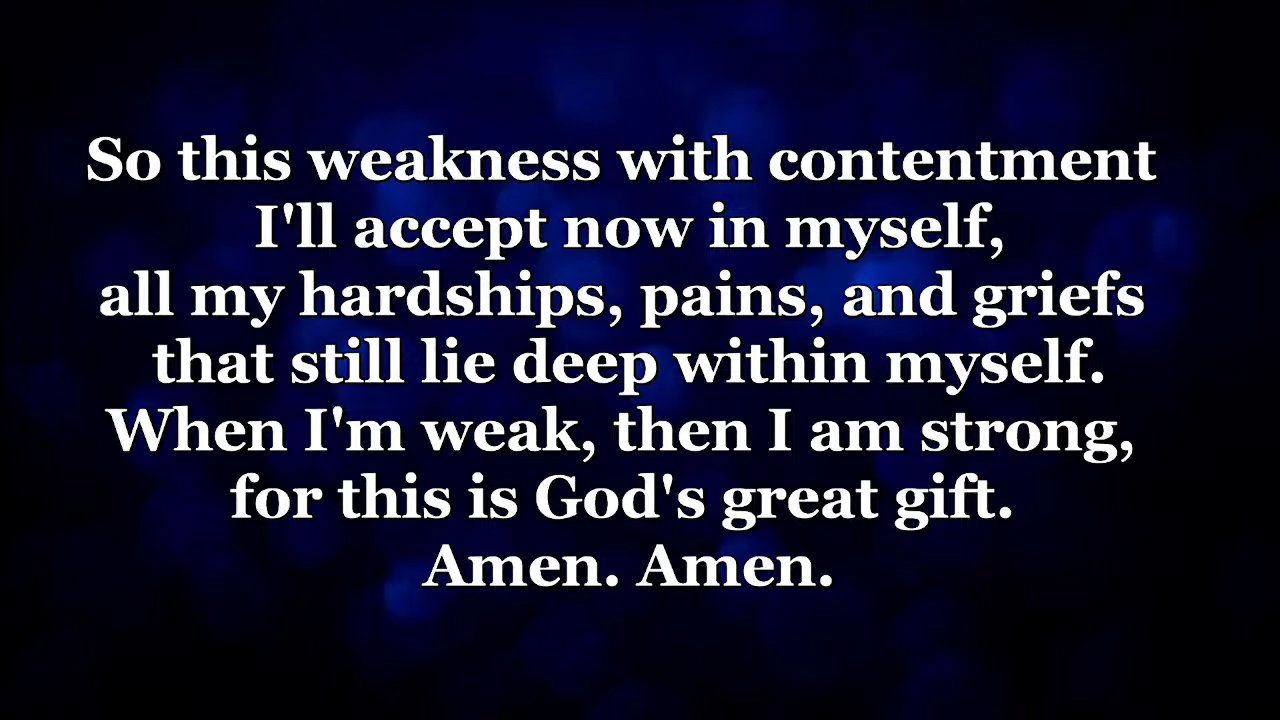 So this weakness with contentment
I'll accept now in myself,
all my hardships, pains, and griefs
that still lie deep within myself.
When I'm weak, then I am strong,
for this is God's great gift.
Amen. Amen.